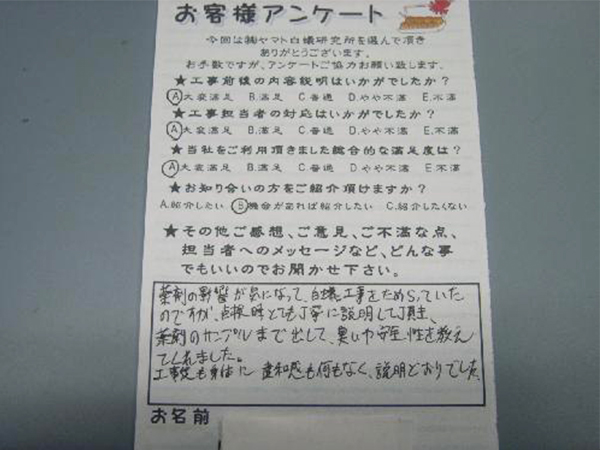 お客様アンケート
今回は㈱ヤマト白蟻研究所を選んで頂き
ありがとうございます。
お手数ですが、アンケートご協力お願い致します。
★工事前後の内容説明はいかがでしたか？
A.大変満足 B.満足 C.普通 D.やや不満 E.不満
★工事担当者の対応はいかがでしたか？
A.大変満足 B.満足 C.普通 D.やや不満 E.不満
★当社をご利用頂きました総合的な満足度は？
A.大変満足 B.満足 C.普通 D.やや不満 E.不満
★お知り合いの方をご紹介頂けますか？
A.紹介したい B.機会があれば紹介したい C.紹介したくない
★その他ご感想、ご意見、ご不満な点、
担当者へのメッセージなど、どんな事
でもいいのでお聞かせ下さい。
薬剤の影響が気になって、白蟻工事をためらっていた
のですが、点検時とても丁寧に説明して頂き、
薬剤のサンプルまで出して、臭いや安全性を教え
てくれました。
工事後も身体に違和感も何もなく、説明どおりでした。
お名前